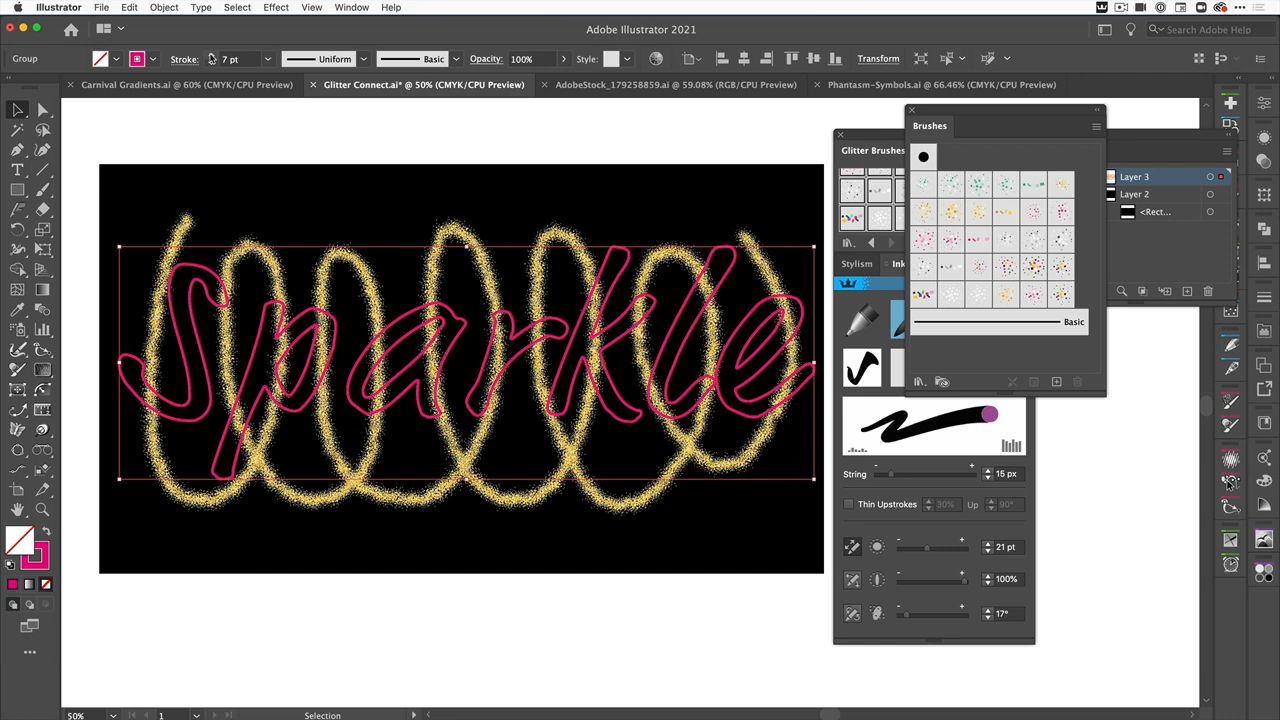 Illustrator File Edit Object Type Select Effect View Window Help
Adobe Illustrator 2021
Search Adobe Help
Group Stroke: 7 pt Uniform Basic Opacity: 100% Style: Transform
Carnival Gradients.ai @ 60% (CMYK/CPU Preview) Glitter Connect.ai* @ 50% (CMYK/CPU Preview) AdobeStock_179258859.ai @ 59.08% (RGB/CPU Preview) Phantasm-Symbols.ai @ 66.46% (CMYK/CPU Preview)
Brushes
Glitter Brushes
Layer 3
Layer 2
<Rect...
Stylism Ink
Basic
Sparkle
String 15 px
Thin Upstrokes 30% Up 90°
21 pt
100%
17°
50% 1 Selection